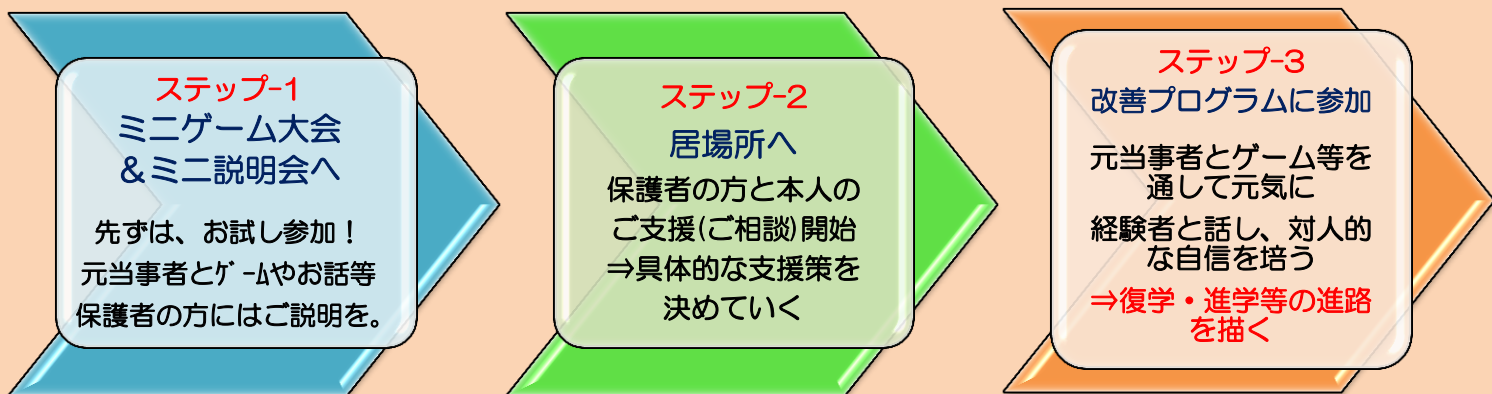 ステップ-1
ミニゲーム大会
＆ミニ説明会へ
先ずは、お試し参加！
元当事者とｹﾞｰﾑやお話等
保護者の方にはご説明を。
ステップ-2
居場所へ
保護者の方と本人の
ご支援(ご相談)開始
⇒具体的な支援策を
決めていく
ステップ-3
改善プログラムに参加
元当事者とゲーム等を
通して元気に
経験者と話し、対人的
な自信を培う
⇒復学・進学等の進路
を描く